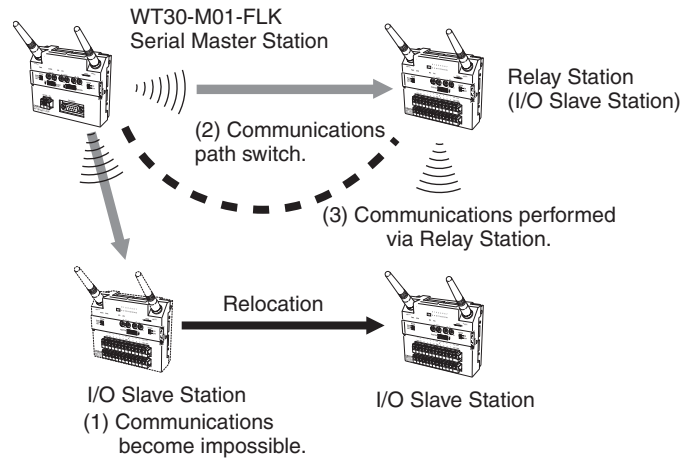 WT30-M01-FLK
Serial Master Station
Relay Station
(I/O Slave Station)
(2) Communications
path switch.
(3) Communications performed
via Relay Station.
Relocation
I/O Slave Station
(1) Communications
become impossible.
I/O Slave Station